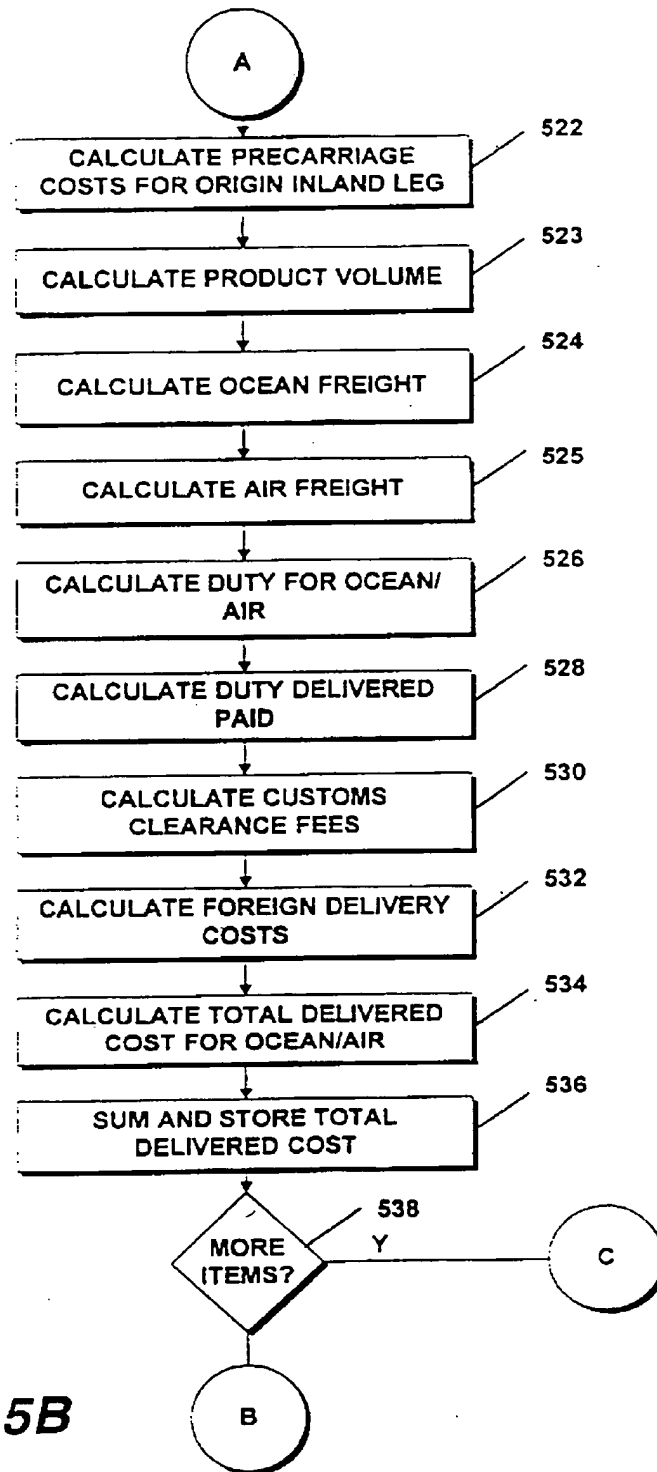 A
522
CALCULATE PRECARRIAGE
COSTS FOR ORIGIN INLAND LEG
523
CALCULATE PRODUCT VOLUME
524
CALCULATE OCEAN FREIGHT
525
CALCULATE AIR FREIGHT
526
CALCULATE DUTY FOR OCEAN/
AIR
528
CALCULATE DUTY DELIVERED
PAID
530
CALCULATE CUSTOMS
CLEARANCE FEES
532
CALCULATE FOREIGN DELIVERY
COSTS
534
CALCULATE TOTAL DELIVERED
COST FOR OCEAN/AIR
536
SUM AND STORE TOTAL
DELIVERED COST
538
MORE
ITEMS?
Y
C
5B
B